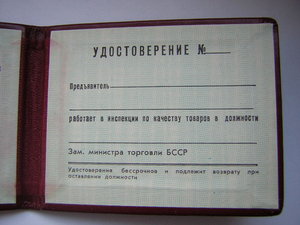 УДОСТОВЕРЕНИЕ №
Предъявитель
работает в инспекции по качеству товаров в должности
Зам. министра торговли БССР
Удостоверение бессрочное и подлежит возврату при
оставлении должности